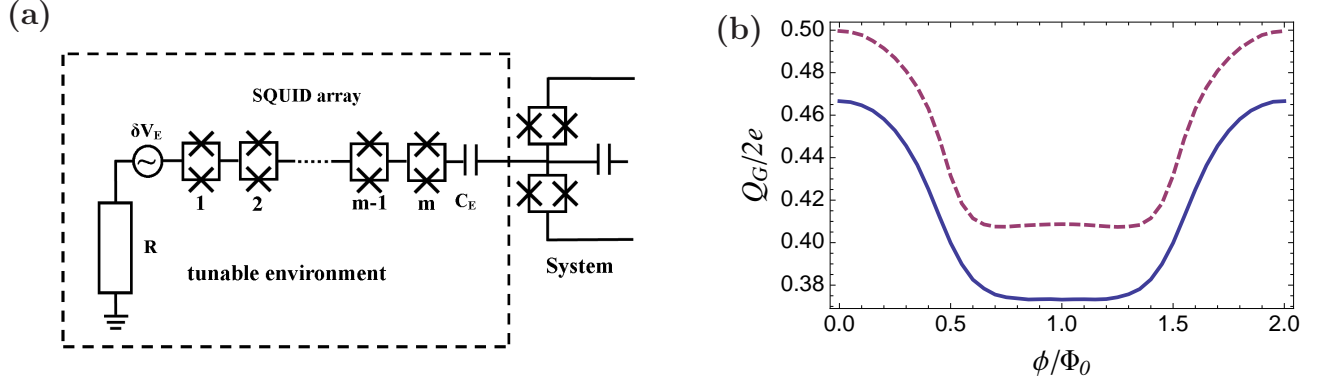 (a)
SQUID array
δV_E
1 2 m-1 m C_E
R
tunable environment
System
(b)
Q_G/2e
0.50
0.48
0.46
0.44
0.42
0.40
0.38
0.0 0.5 1.0 1.5 2.0
ϕ/Φ_0